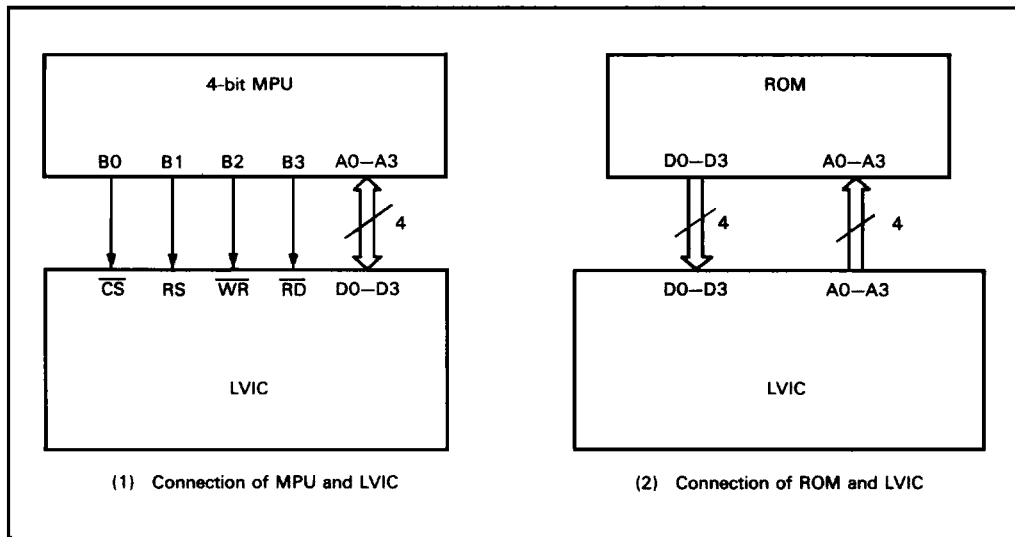 4-bit MPU
B0 B1 B2 B3 A0—A3
4
CS RS WR RD D0—D3
LVIC
(1) Connection of MPU and LVIC
ROM
D0—D3 A0—A3
4 4
D0—D3 A0—A3
LVIC
(2) Connection of ROM and LVIC